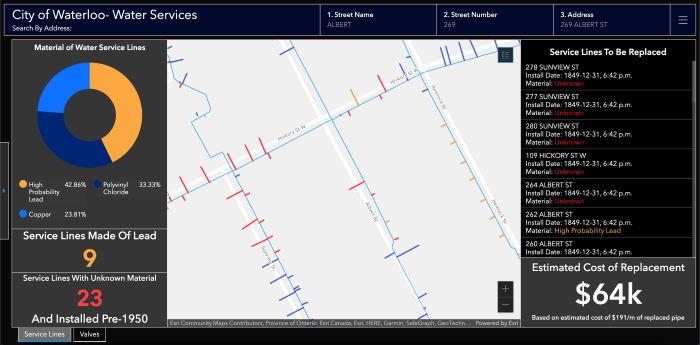 City of Waterloo- Water Services
Search By Address:
1. Street Name
ALBERT
2. Street Number
269
3. Address
269 ALBERT ST
Material of Water Service Lines
High Probability Lead 42.86%
Polyvinyl Chloride 33.33%
Copper 23.81%
Service Lines Made Of Lead
9
Service Lines With Unknown Material
23
And Installed Pre-1950
Hickory St W
Hickory St W
Hemlock St
Hemlock St
Albert St
Sunview St
Esri Community Maps Contributors, Province of Ontario, Esri Canada, Esri, HERE, Garmin, SafeGraph, GeoTechn...
Powered by Esri
Service Lines To Be Replaced
278 SUNVIEW ST
Install Date: 1849-12-31, 6:42 p.m.
Material: Unknown
277 SUNVIEW ST
Install Date: 1849-12-31, 6:42 p.m.
Material: Unknown
280 SUNVIEW ST
Install Date: 1849-12-31, 6:42 p.m.
Material: Unknown
109 HICKORY ST W
Install Date: 1849-12-31, 6:42 p.m.
Material: Unknown
264 ALBERT ST
Install Date: 1849-12-31, 6:42 p.m.
Material: Unknown
262 ALBERT ST
Install Date: 1849-12-31, 6:42 p.m.
Material: High Probability Lead
260 ALBERT ST
Install Date: 1849-12-31, 6:42 p.m.
Estimated Cost of Replacement
$64k
Based on estimated cost of $191/m of replaced pipe
Service Lines
Valves